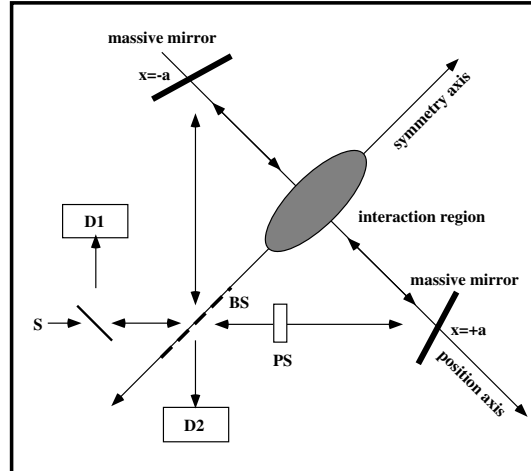 massive mirror
x=-a
symmetry axis
interaction region
D1
massive mirror
BS
S
PS
x=+a
position axis
D2